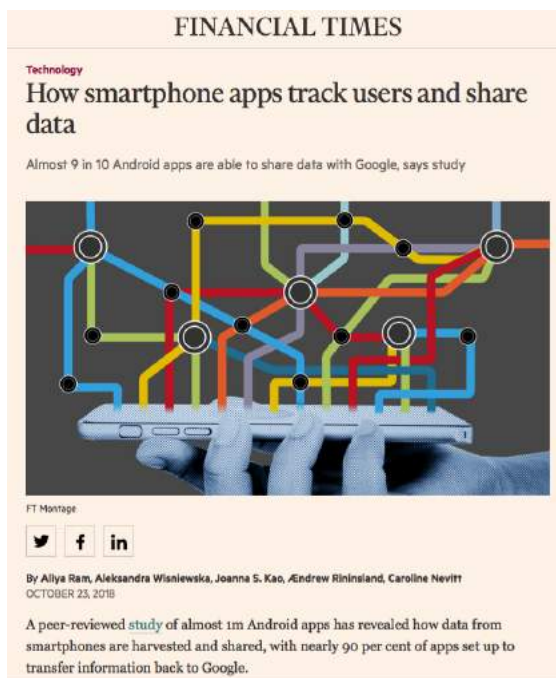 FINANCIAL TIMES
Technology
How smartphone apps track users and share
data
Almost 9 in 10 Android apps are able to share data with Google, says study
FT Montage
f
in
By Aliya Ram, Aleksandra Wisniewska, Joanna S. Kao, Ændrew Rininsland, Caroline Nevitt
OCTOBER 23, 2018
A peer-reviewed study of almost 1m Android apps has revealed how data from
smartphones are harvested and shared, with nearly 90 per cent of apps set up to
transfer information back to Google.